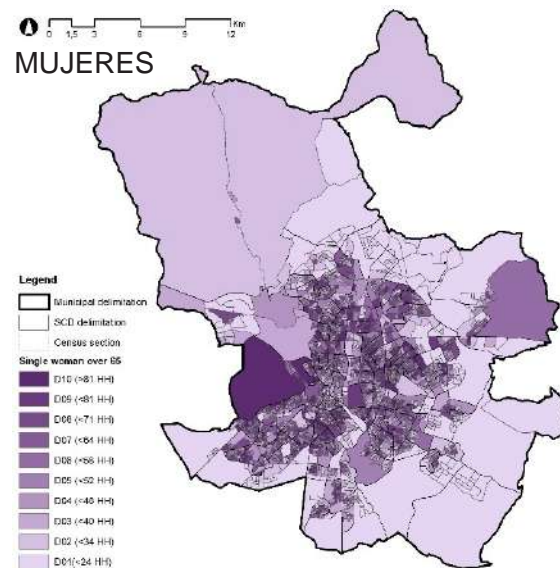 Km
0 1,5 3 6 9 12
MUJERES
Legend
Municipal delimitation
SCD delimitation
Census section
Single woman over 65
D10 (>81 HH)
D09 (<81 HH)
D08 (<71 HH)
D07 (<64 HH)
D06 (<58 HH)
D05 (<52 HH)
D04 (<46 HH)
D03 (<40 HH)
D02 (<34 HH)
D01(<24 HH)